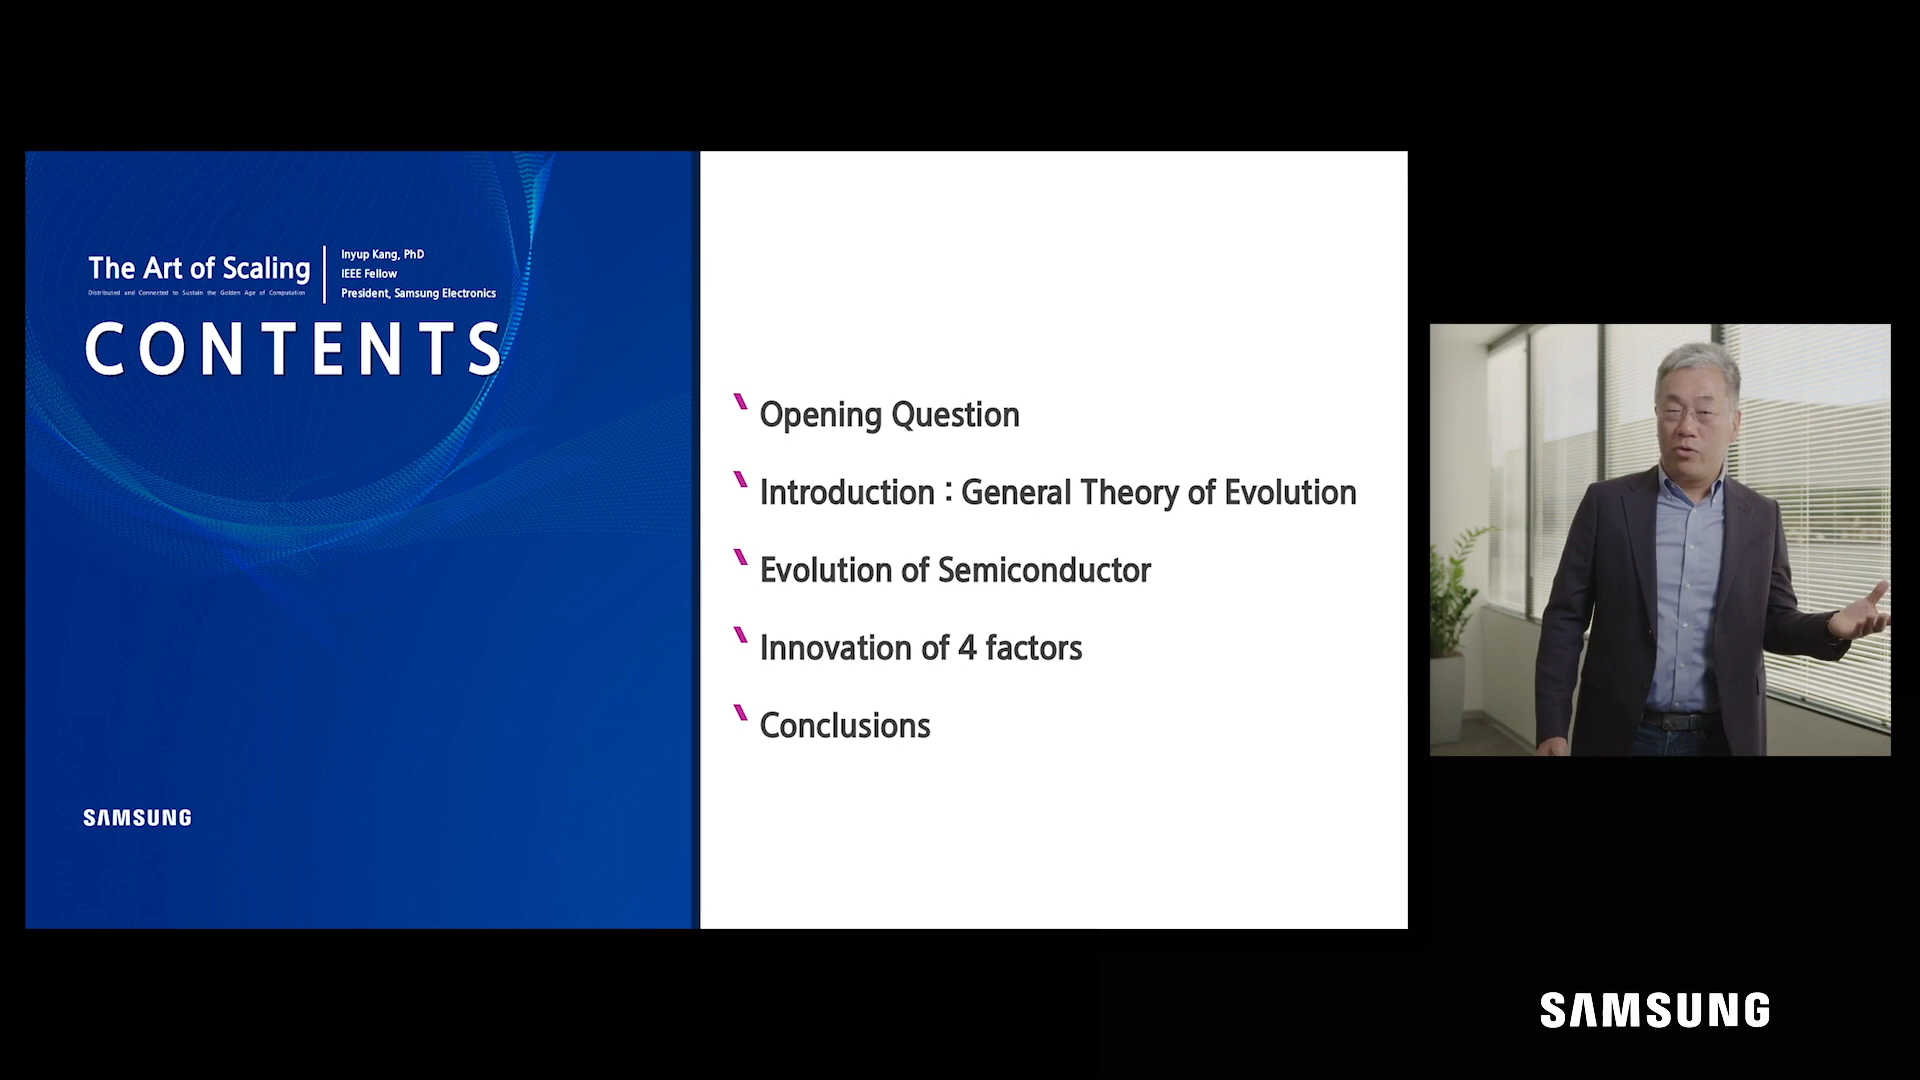 The Art of Scaling
Distributed and Connected to Sustain the Golden Age of Computation
Inyup Kang, PhD
IEEE Fellow
President, Samsung Electronics
CONTENTS
SAMSUNG
Opening Question
Introduction : General Theory of Evolution
Evolution of Semiconductor
Innovation of 4 factors
Conclusions
SAMSUNG